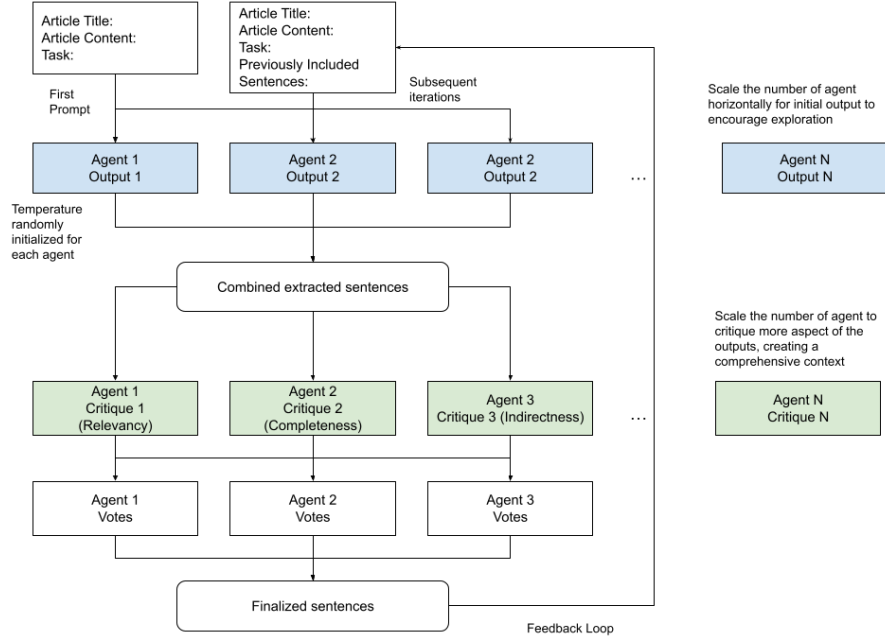 Article Title:
Article Content:
Task:
Article Title:
Article Content:
Task:
Previously Included
Sentences:
First
Prompt
Subsequent
iterations
Scale the number of agent
horizontally for initial output to
encourage exploration
Agent 1
Output 1
Agent 2
Output 2
Agent 2
Output 2
...
Agent N
Output N
Temperature
randomly
initialized for
each agent
Combined extracted sentences
Scale the number of agent to
critique more aspect of the
outputs, creating a
comprehensive context
Agent 1
Critique 1
(Relevancy)
Agent 2
Critique 2
(Completeness)
Agent 3
Critique 3 (Indirectness)
...
Agent N
Critique N
Agent 1
Votes
Agent 2
Votes
Agent 3
Votes
Finalized sentences
Feedback Loop